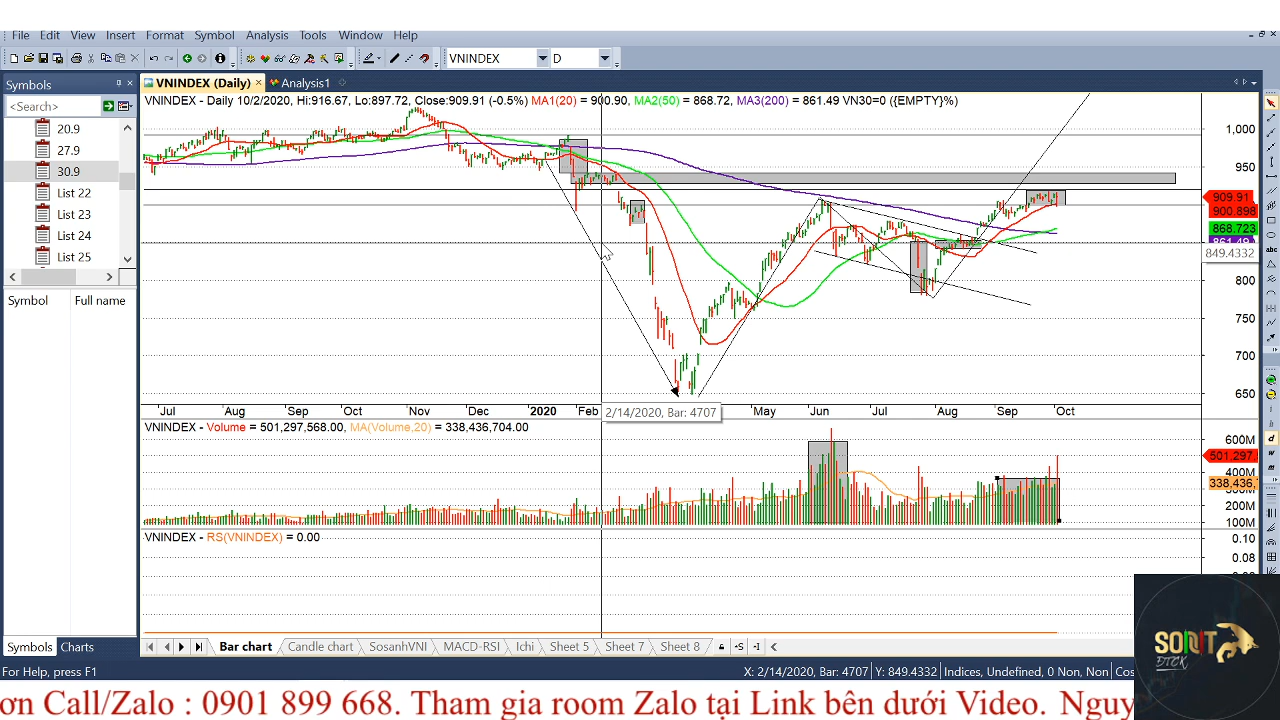 File Edit View Insert Format Symbol Analysis Tools Window Help
VNINDEX D
Symbols
VNINDEX (Daily) Analysis1
<Search>
VNINDEX - Daily 10/2/2020, Hi:916.67, Lo:897.72, Close:909.91 (-0.5%) MA1(20) = 900.90, MA2(50) = 868.72, MA3(200) = 861.49 VN30=0 ({EMPTY}%)
20.9
27.9
30.9
List 22
List 23
List 24
List 25
Symbol Full name
1,000
950
909.91
900.898
868.723
861.49
849.4332
800
750
700
650
Jul Aug Sep Oct Nov Dec 2020 Feb 2/14/2020, Bar: 4707 May Jun Jul Aug Sep Oct
VNINDEX - Volume = 501,297,568.00, MA(Volume,20) = 338,436,704.00
600M
501,297.
400M
338,436,
200M
100M
VNINDEX - RS(VNINDEX) = 0.00
0.10
0.08
abc
SORIT
DTCK
Symbols Charts
Bar chart Candle chart SosanhVNI MACD-RSI Ichi Sheet 5 Sheet 7 Sheet 8
For Help, press F1
X: 2/14/2020, Bar: 4707 Y: 849.4332 Indices, Undefined, 0 Non, Non Cos
ơn Call/Zalo : 0901 899 668. Tham gia room Zalo tại Link bên dưới Video. Nguy